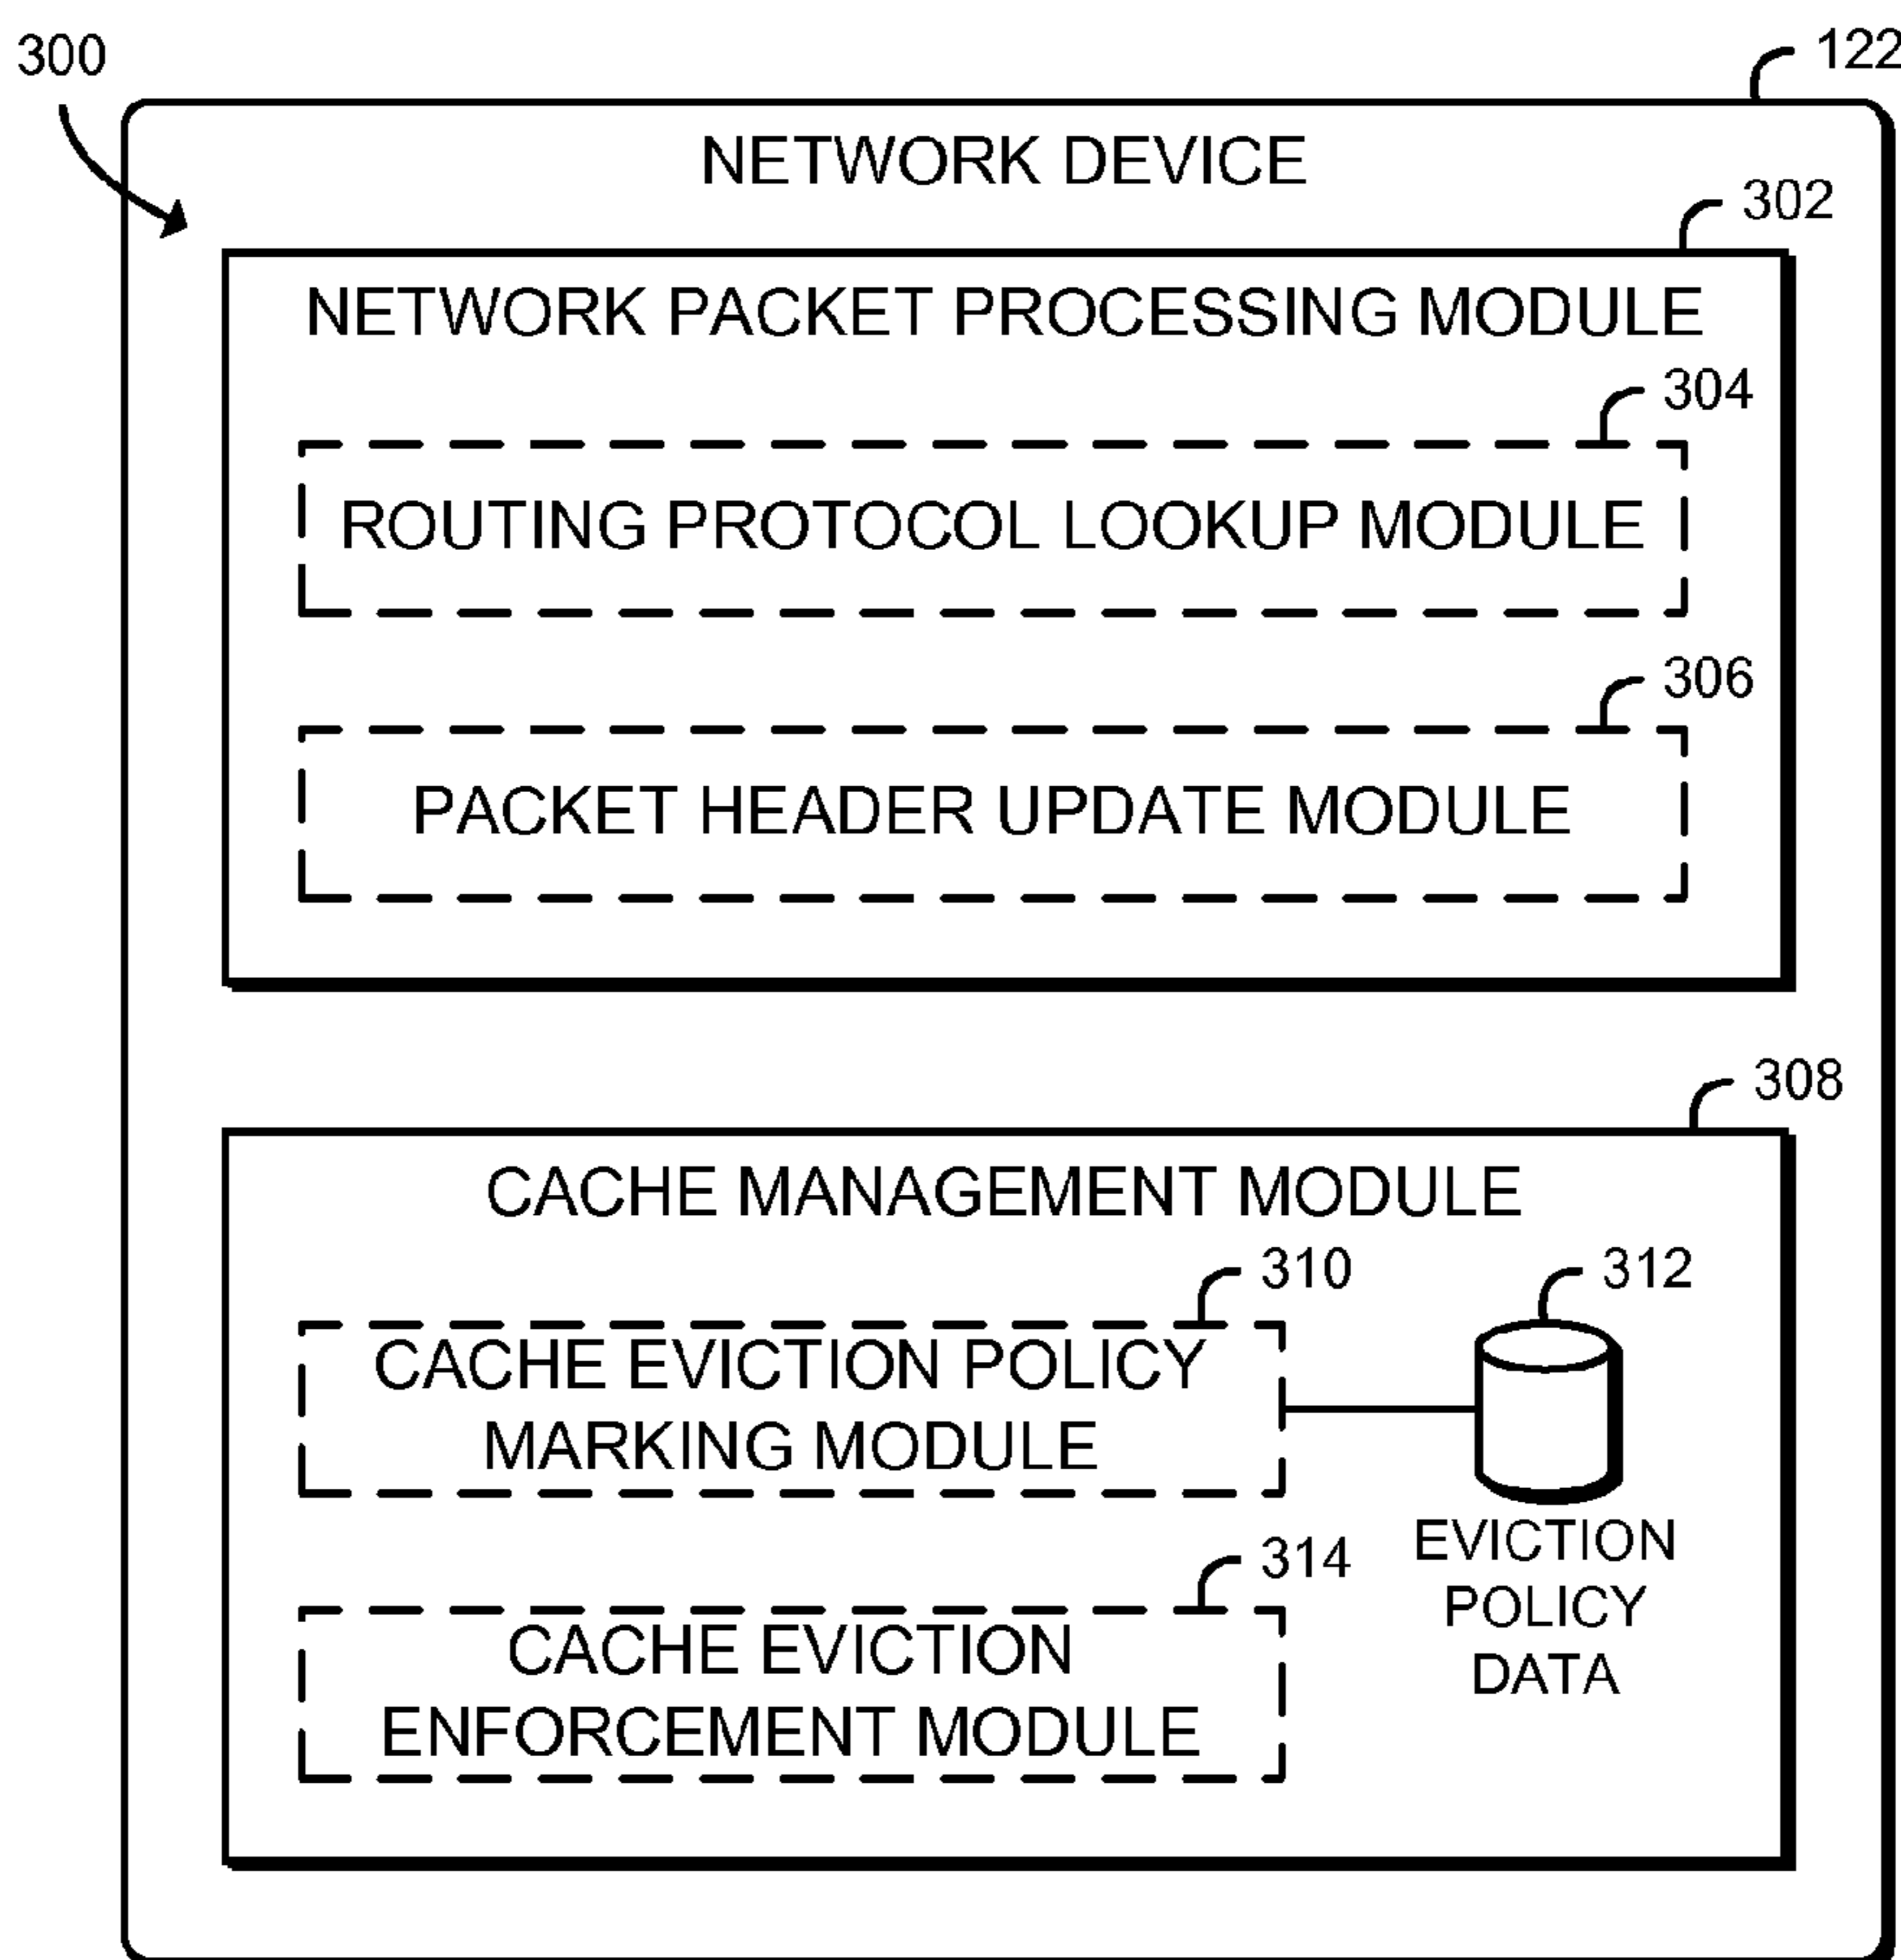 300
122
NETWORK DEVICE
302
NETWORK PACKET PROCESSING MODULE
304
ROUTING PROTOCOL LOOKUP MODULE
306
PACKET HEADER UPDATE MODULE
308
CACHE MANAGEMENT MODULE
310
312
CACHE EVICTION POLICY
MARKING MODULE
EVICTION
POLICY
DATA
314
CACHE EVICTION
ENFORCEMENT MODULE